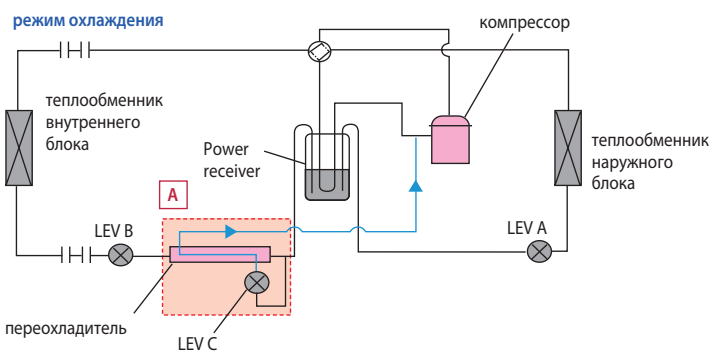 режим охлаждения
компрессор
теплообменник
внутреннего
блока
Power
receiver
теплообменник
наружного
блока
A
LEV B
LEV A
переохладитель
LEV C